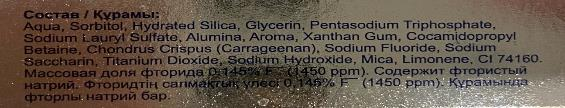 Состав / Құрамы:
Aqua, Sorbitol, Hydrated Silica, Glycerin, Pentasodium Triphosphate,
Sodium Lauryl Sulfate, Alumina, Aroma, Xanthan Gum, Cocamidopropyl
Betaine, Chondrus Crispus (Carrageenan), Sodium Fluoride, Sodium
Saccharin, Titanium Dioxide, Sodium Hydroxide, Mica, Limonene, CI 74160.
Массовая доля фторида 0,145% F⁻ (1450 ppm). Содержит фтористый
натрий. Фторидтің салмақтық үлесі 0,145% F⁻ (1450 ppm). Құрамында
фторлы натрий бар.